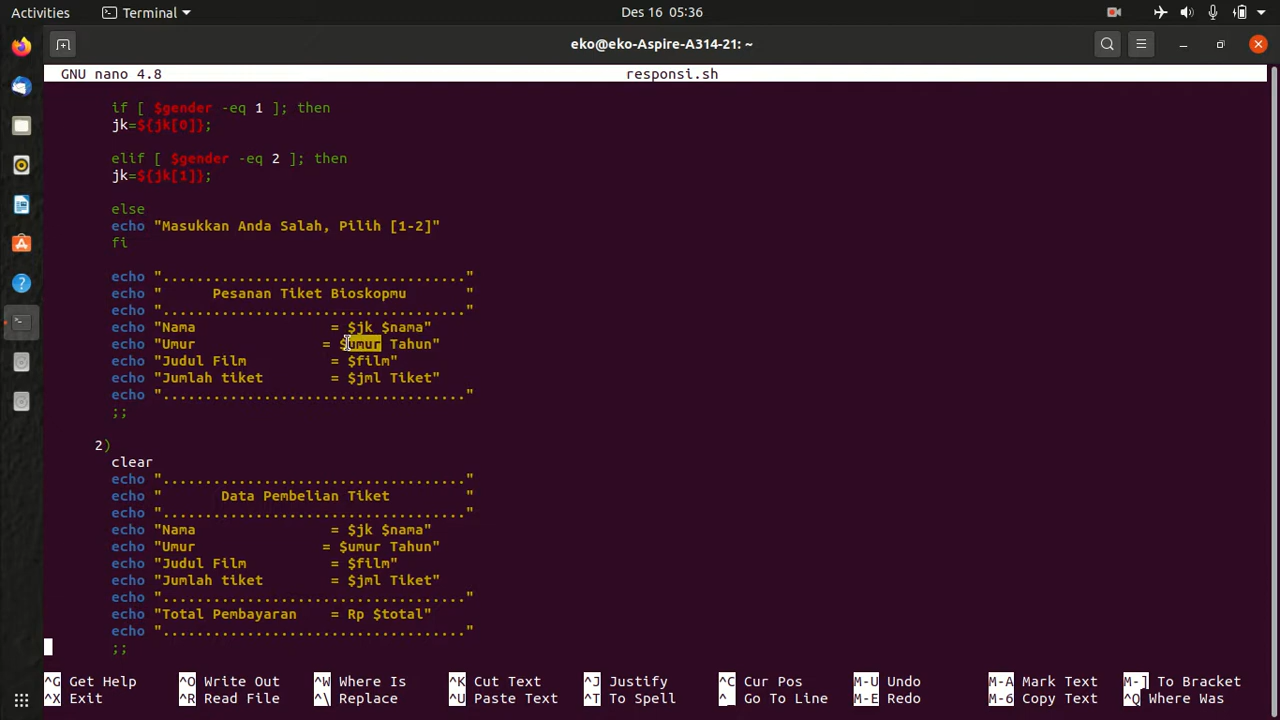 Activities Terminal Des 16 05:36
eko@eko-Aspire-A314-21: ~
GNU nano 4.8 responsi.sh
if [ $gender -eq 1 ]; then
jk=${jk[0]};
elif [ $gender -eq 2 ]; then
jk=${jk[1]};
else
echo "Masukkan Anda Salah, Pilih [1-2]"
fi
echo "...................................."
echo "      Pesanan Tiket Bioskopmu       "
echo "...................................."
echo "Nama                = $jk $nama"
echo "Umur               = $umur Tahun"
echo "Judul Film          = $film"
echo "Jumlah tiket        = $jml Tiket"
echo "...................................."
;;
2)
clear
echo "...................................."
echo "       Data Pembelian Tiket         "
echo "...................................."
echo "Nama                = $jk $nama"
echo "Umur               = $umur Tahun"
echo "Judul Film          = $film"
echo "Jumlah tiket        = $jml Tiket"
echo "...................................."
echo "Total Pembayaran    = Rp $total"
echo "...................................."
;;
^G Get Help ^O Write Out ^W Where Is ^K Cut Text ^J Justify ^C Cur Pos M-U Undo M-A Mark Text M-] To Bracket
^X Exit ^R Read File ^\ Replace ^U Paste Text ^T To Spell ^_ Go To Line M-E Redo M-6 Copy Text ^Q Where Was